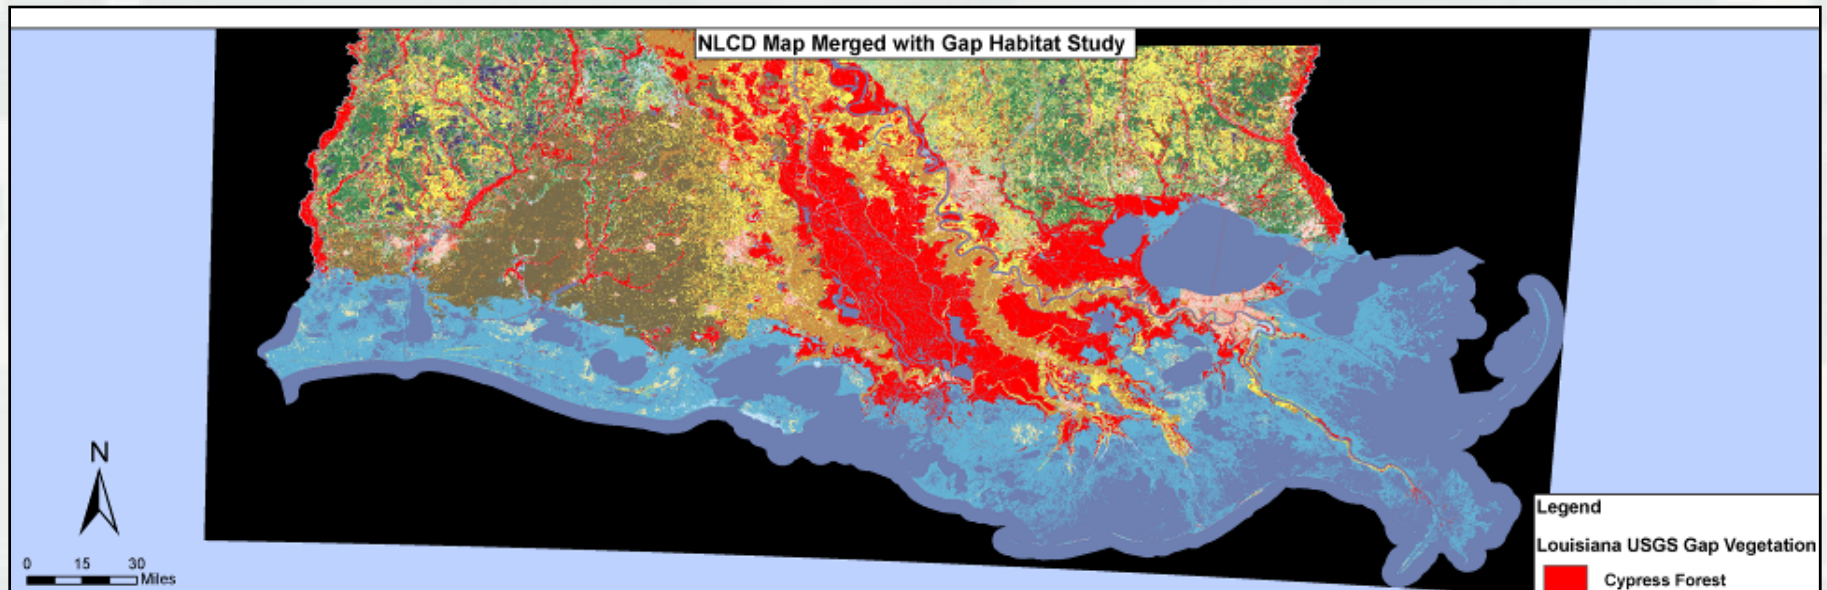 NLCD Map Merged with Gap Habitat Study
N
0 15 30
Miles
Legend
Louisiana USGS Gap Vegetation
Cypress Forest